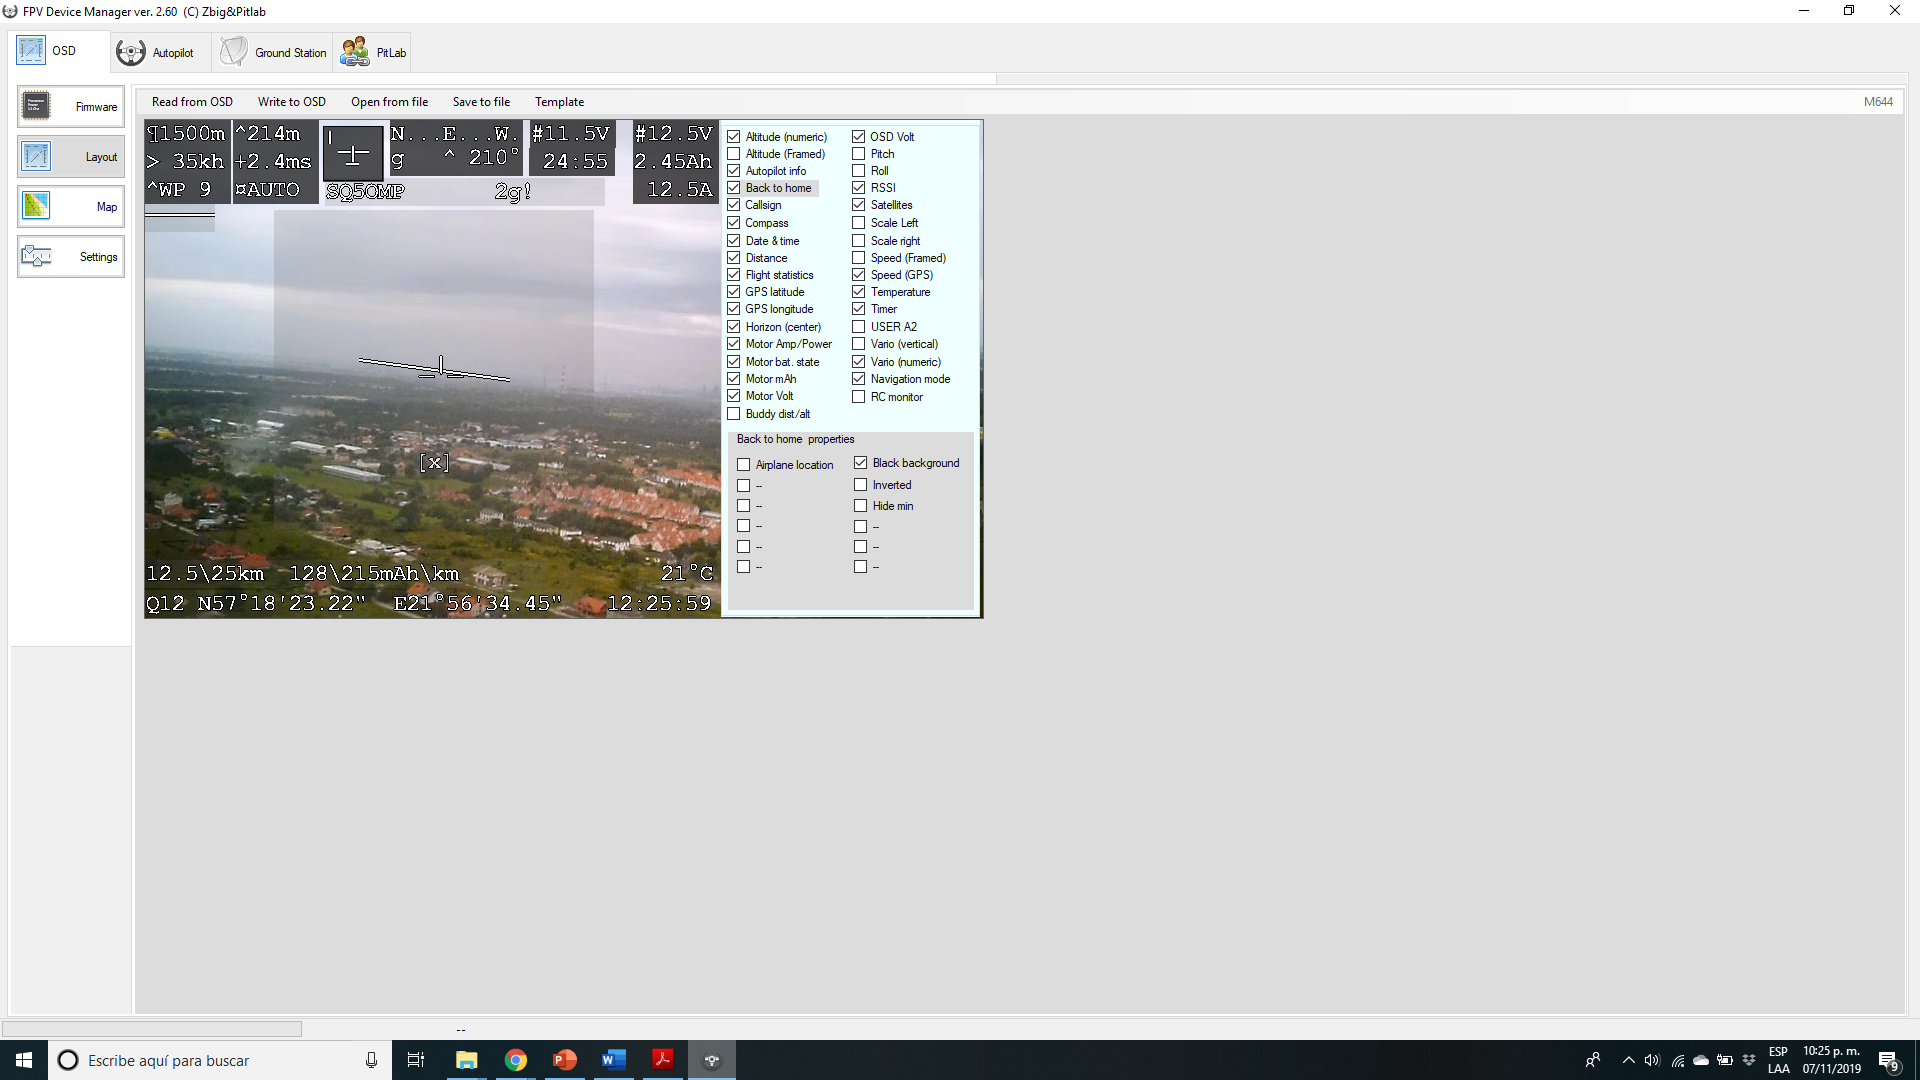 FPV Device Manager ver. 2.60 (C) Zbig&Pitlab
OSD
Autopilot
Ground Station
PitLab
Firmware
Layout
Map
Settings
Read from OSD
Write to OSD
Open from file
Save to file
Template
M644
¶1500m
^214m
N...E...W.
#11.5V
#12.5V
> 35kh
+2.4ms
g ^ 210°
24:55
2.45Ah
^WP 9
¤AUTO
SQ5OMP
2g!
12.5A
[x]
12.5\25km 128\215mAh\km
21°C
Q12 N57°18'23.22" E21°56'34.45"
12:25:59
Altitude (numeric)
Altitude (Framed)
Autopilot info
Back to home
Callsign
Compass
Date & time
Distance
Flight statistics
GPS latitude
GPS longitude
Horizon (center)
Motor Amp/Power
Motor bat. state
Motor mAh
Motor Volt
Buddy dist/alt
OSD Volt
Pitch
Roll
RSSI
Satellites
Scale Left
Scale right
Speed (Framed)
Speed (GPS)
Temperature
Timer
USER A2
Vario (vertical)
Vario (numeric)
Navigation mode
RC monitor
Back to home properties
Airplane location
--
--
--
--
--
Black background
Inverted
Hide min
--
--
--
--
Escribe aquí para buscar
ESP
LAA
10:25 p. m.
07/11/2019
9